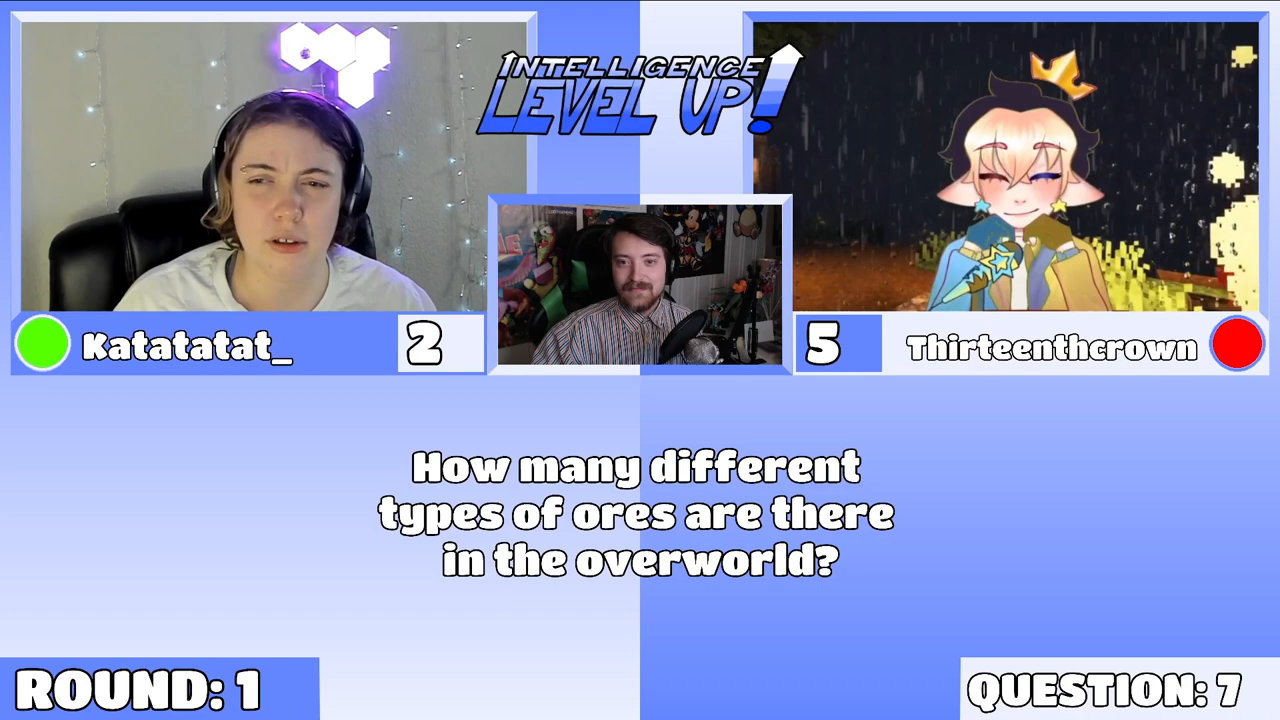 INTELLIGENCE
LEVEL UP!
Katatatat_
2
5
Thirteenthcrown
How many different
types of ores are there
in the overworld?
ROUND: 1
QUESTION: 7